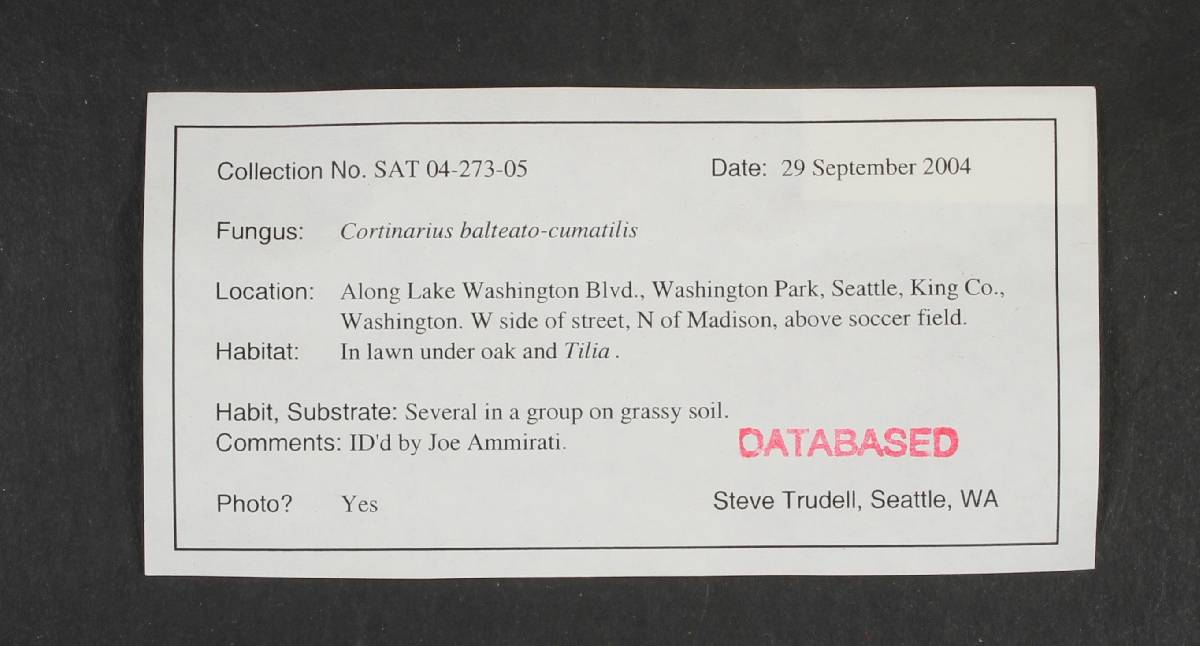 Collection No. SAT 04-273-05 Date: 29 September 2004
Fungus: Cortinarius balteato-cumatilis
Location: Along Lake Washington Blvd., Washington Park, Seattle, King Co.,
Washington. W side of street, N of Madison, above soccer field.
Habitat: In lawn under oak and Tilia .
Habit, Substrate: Several in a group on grassy soil.
Comments: ID'd by Joe Ammirati. DATABASED
Photo? Yes Steve Trudell, Seattle, WA